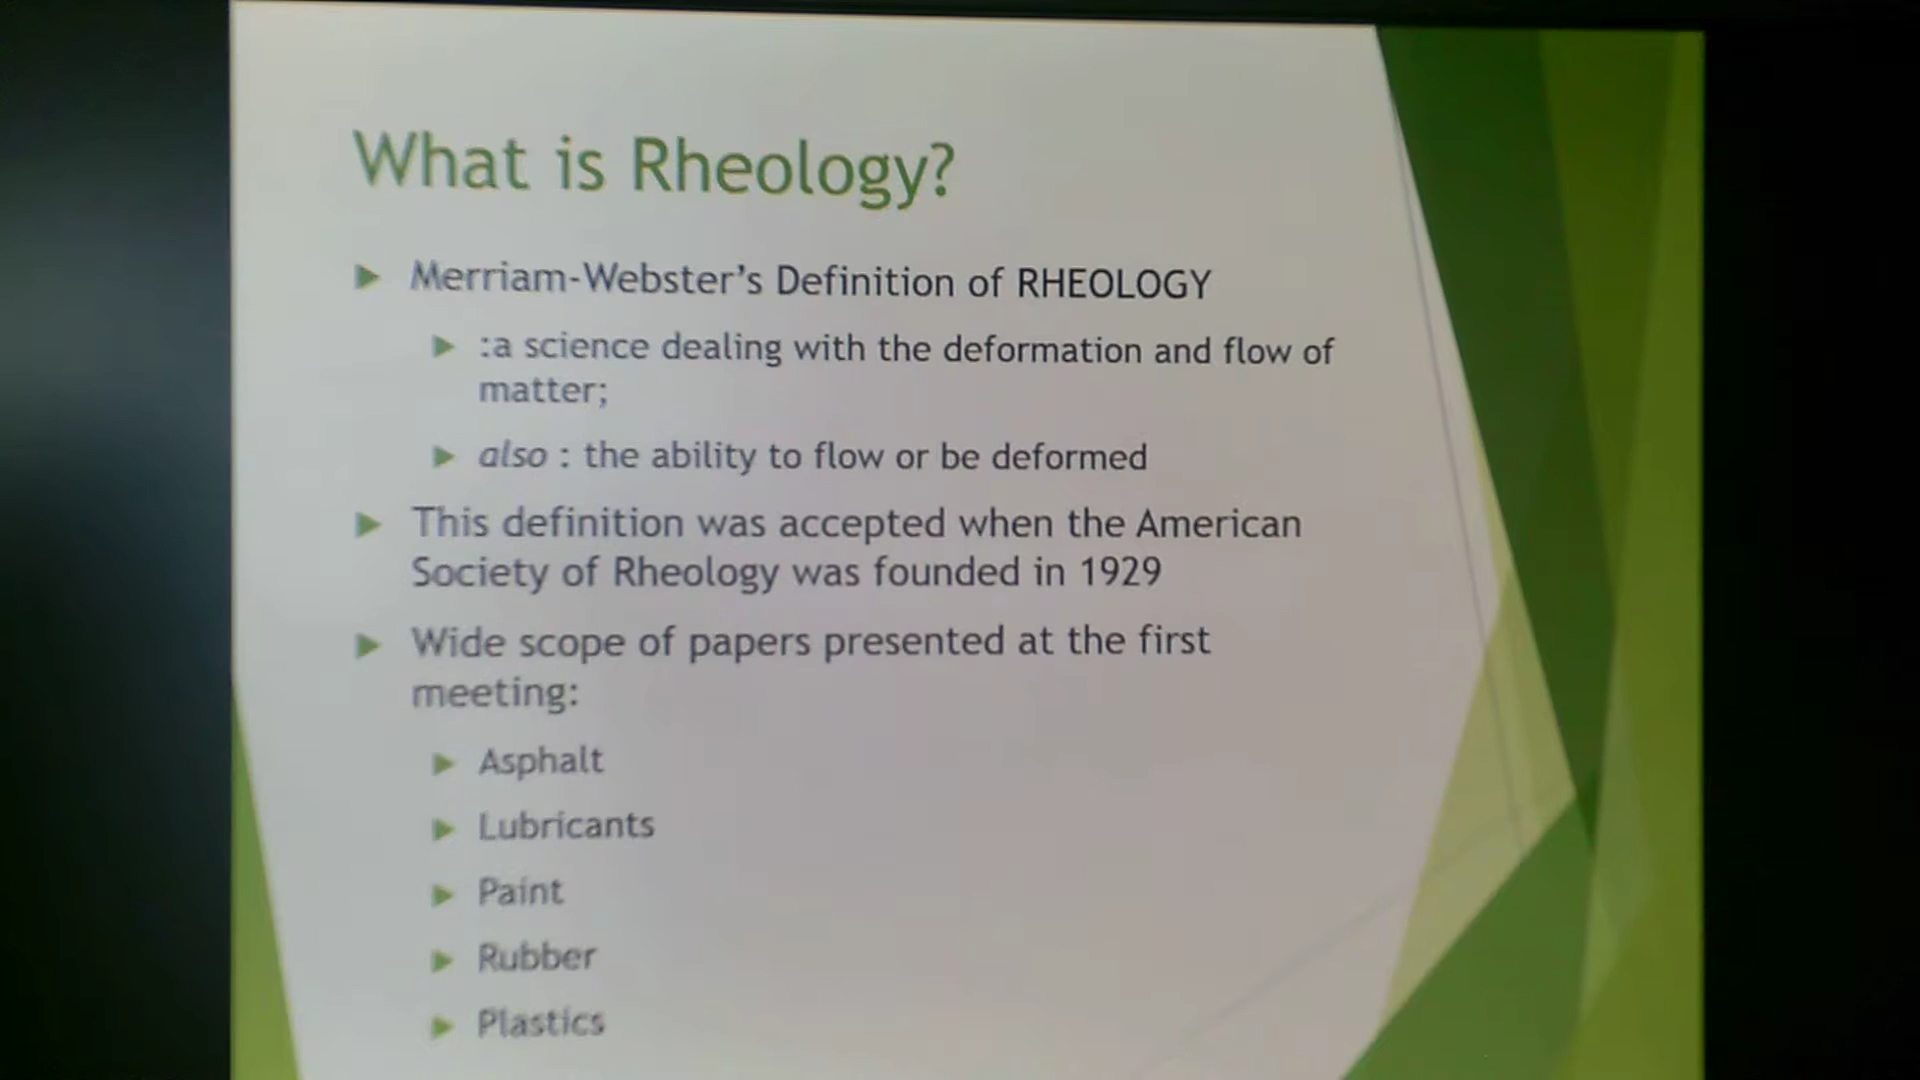 What is Rheology?
Merriam-Webster's Definition of RHEOLOGY
:a science dealing with the deformation and flow of
matter;
also : the ability to flow or be deformed
This definition was accepted when the American
Society of Rheology was founded in 1929
Wide scope of papers presented at the first
meeting:
Asphalt
Lubricants
Paint
Rubber
Plastics